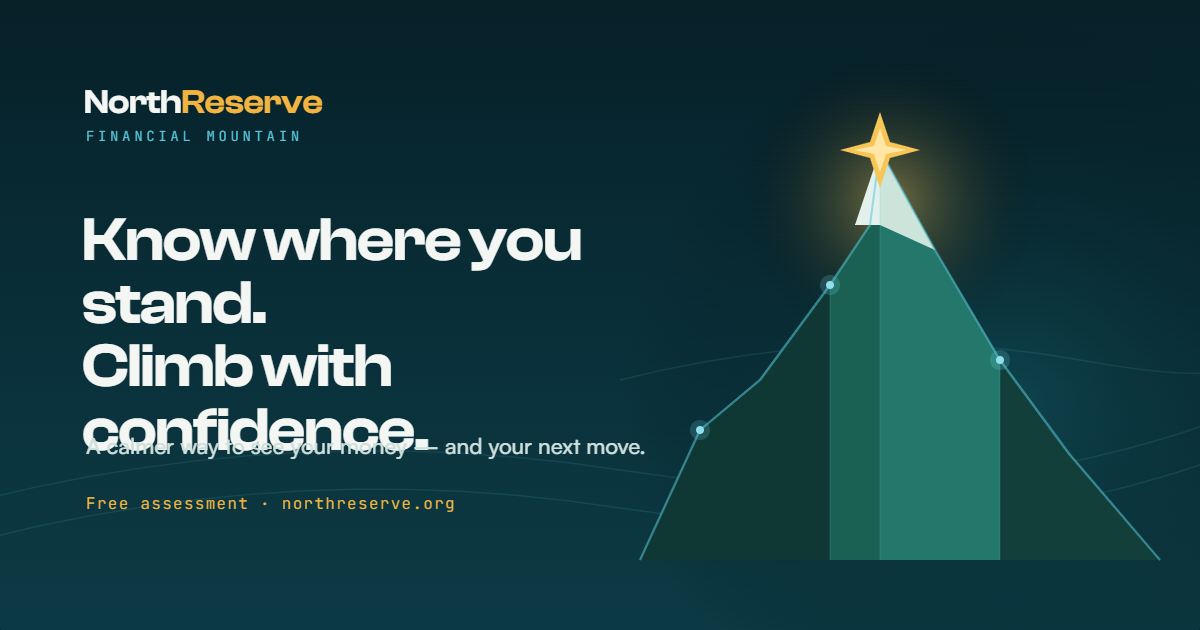 NorthReserve
FINANCIAL MOUNTAIN
Know where you
stand.
Climb with
confidence.
A calmer way to see your money — and your next move.
Free assessment · northreserve.org